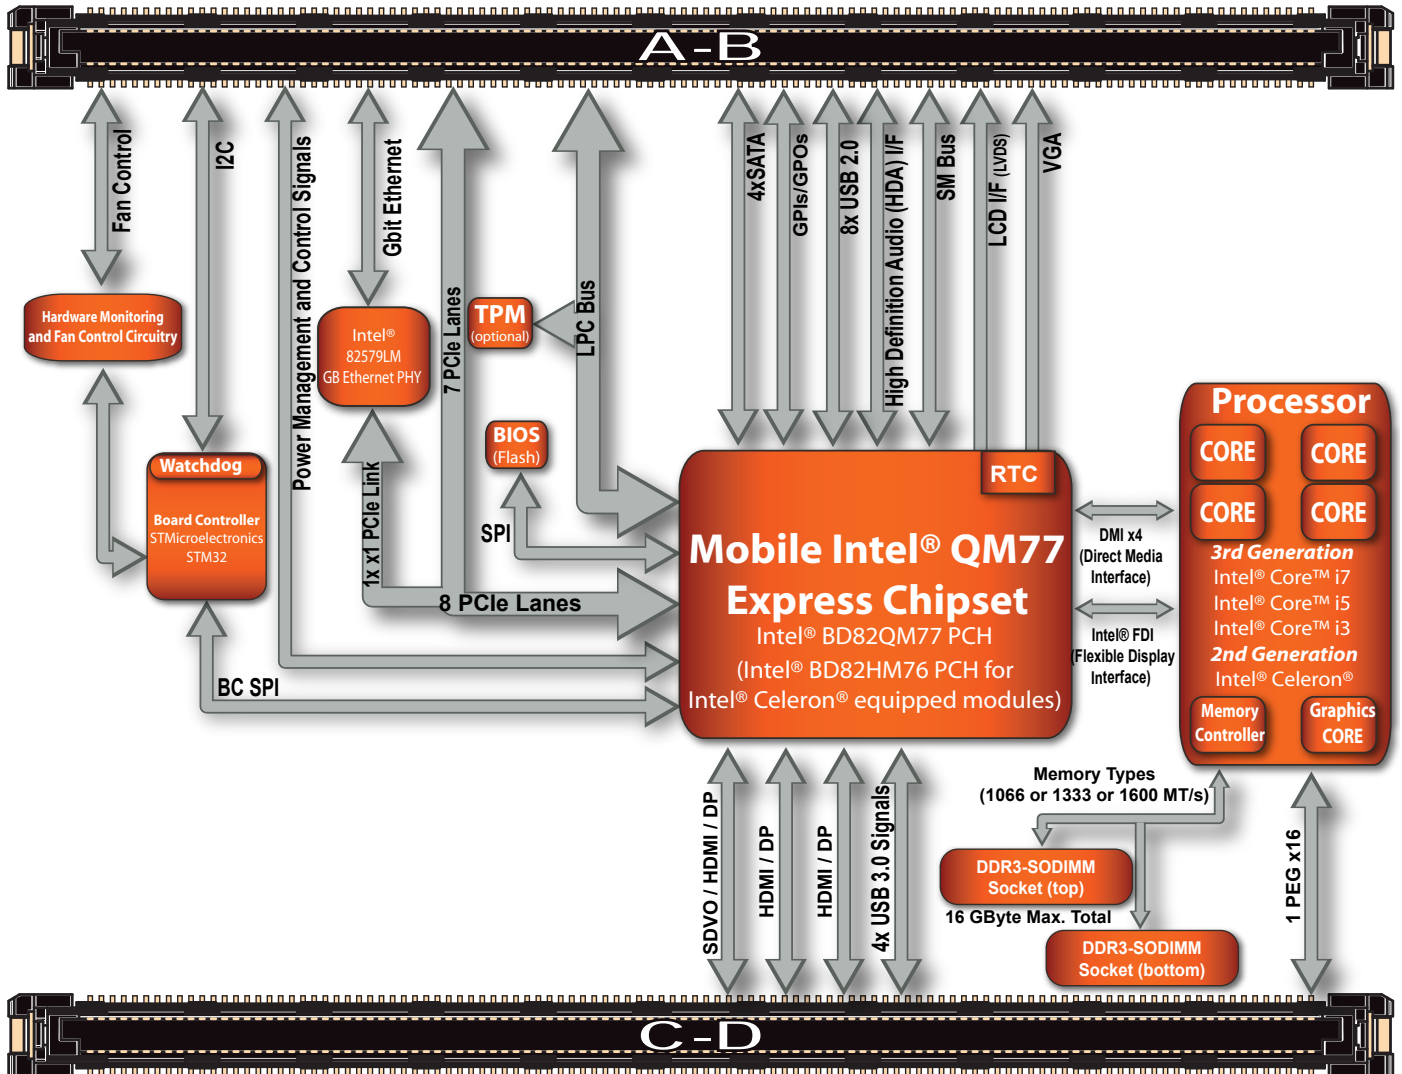 A-B
Fan Control
I2C
Power Management and Control Signals
Gbit Ethernet
7 PCIe Lanes
LPC Bus
4xSATA
GPIs/GPOs
8x USB 2.0
High Definition Audio (HDA) I/F
SM Bus
LCD I/F (LVDS)
VGA
Hardware Monitoring
and Fan Control Circuitry
Intel®
82579LM
GB Ethernet PHY
TPM
(optional)
BIOS
(Flash)
SPI
1x x1 PCIe Link
8 PCIe Lanes
Watchdog
Board Controller
STMicroelectronics
STM32
BC SPI
RTC
Mobile Intel® QM77
Express Chipset
Intel® BD82QM77 PCH
(Intel® BD82HM76 PCH for
Intel® Celeron® equipped modules)
DMI x4
(Direct Media
Interface)
Intel® FDI
(Flexible Display
Interface)
Processor
CORE
CORE
CORE
CORE
3rd Generation
Intel® Core™ i7
Intel® Core™ i5
Intel® Core™ i3
2nd Generation
Intel® Celeron®
Memory
Controller
Graphics
CORE
Memory Types
(1066 or 1333 or 1600 MT/s)
DDR3-SODIMM
Socket (top)
16 GByte Max. Total
DDR3-SODIMM
Socket (bottom)
1 PEG x16
SDVO / HDMI / DP
HDMI / DP
HDMI / DP
4x USB 3.0 Signals
C-D